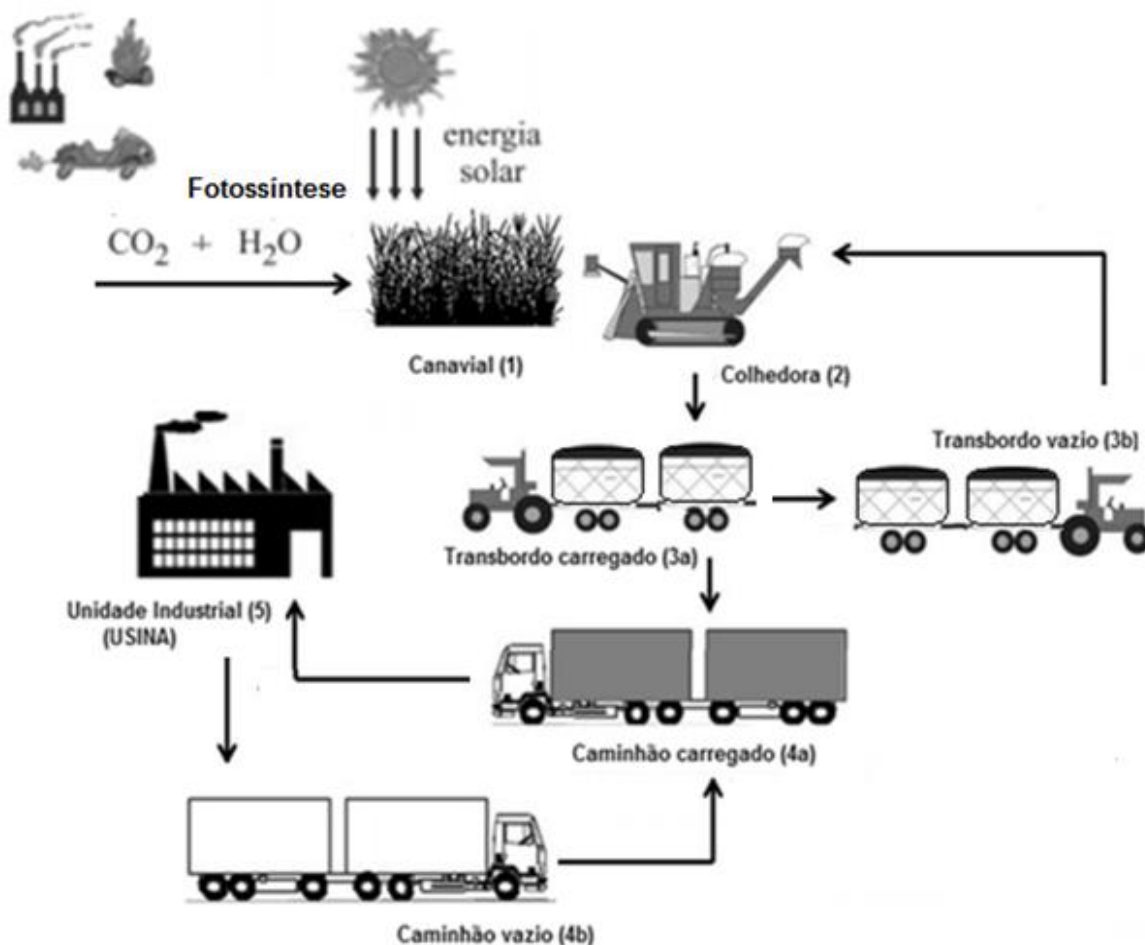 energia
solar
Fotossíntese
CO₂ + H₂O
Canavial (1)
Colhedora (2)
Transbordo vazio (3b)
Transbordo carregado (3a)
Unidade Industrial (5)
(USINA)
Caminhão carregado (4a)
Caminhão vazio (4b)